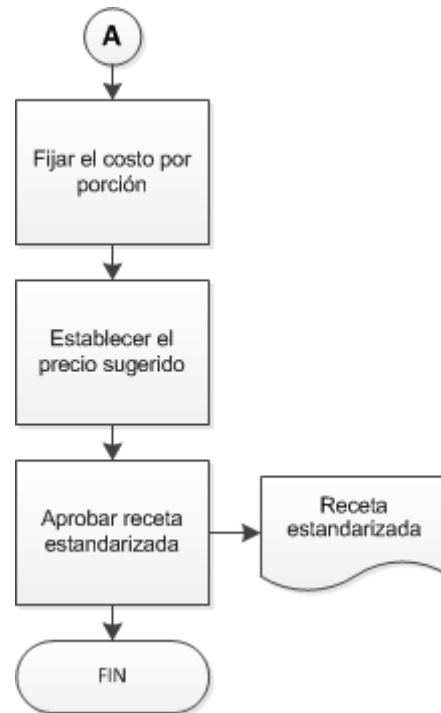 A
Fijar el costo por
porción
Establecer el
precio sugerido
Aprobar receta
estandarizada
Receta
estandarizada
FIN